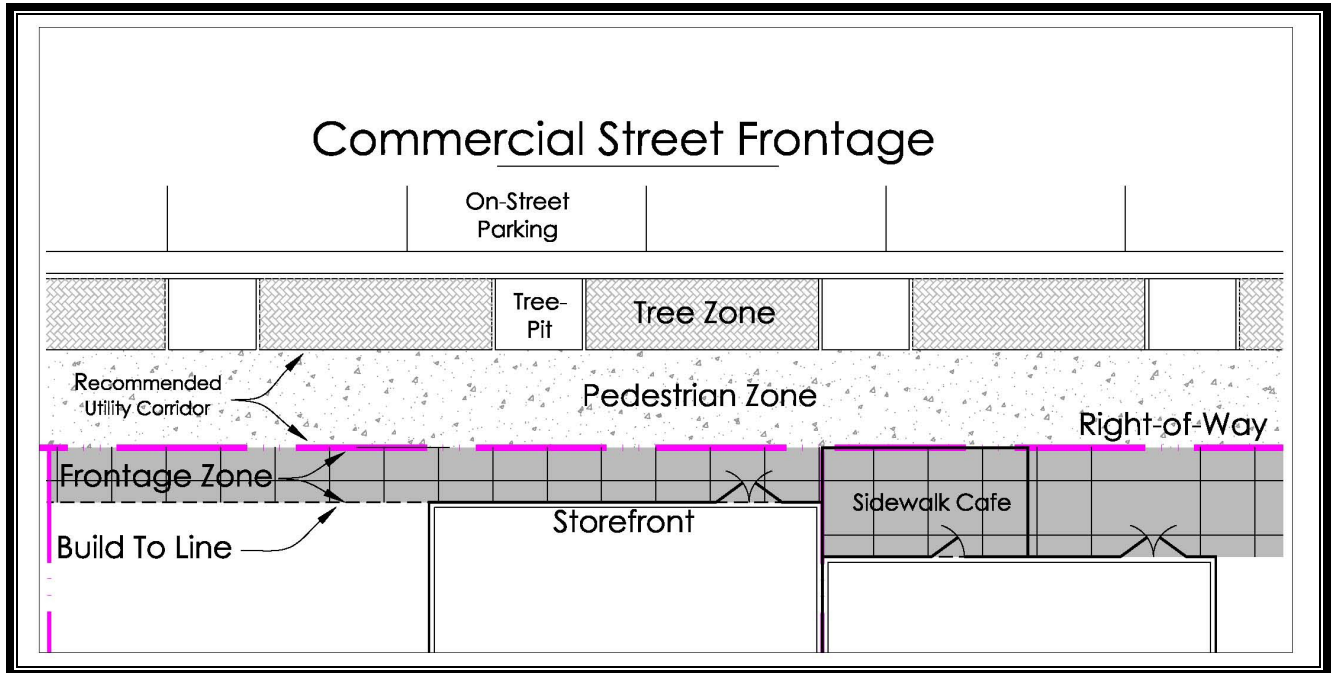 Commercial Street Frontage
On-Street
Parking
Tree-
Pit
Tree Zone
Recommended
Utility Corridor
Pedestrian Zone
Right-of-Way
Frontage Zone
Sidewalk Cafe
Storefront
Build To Line